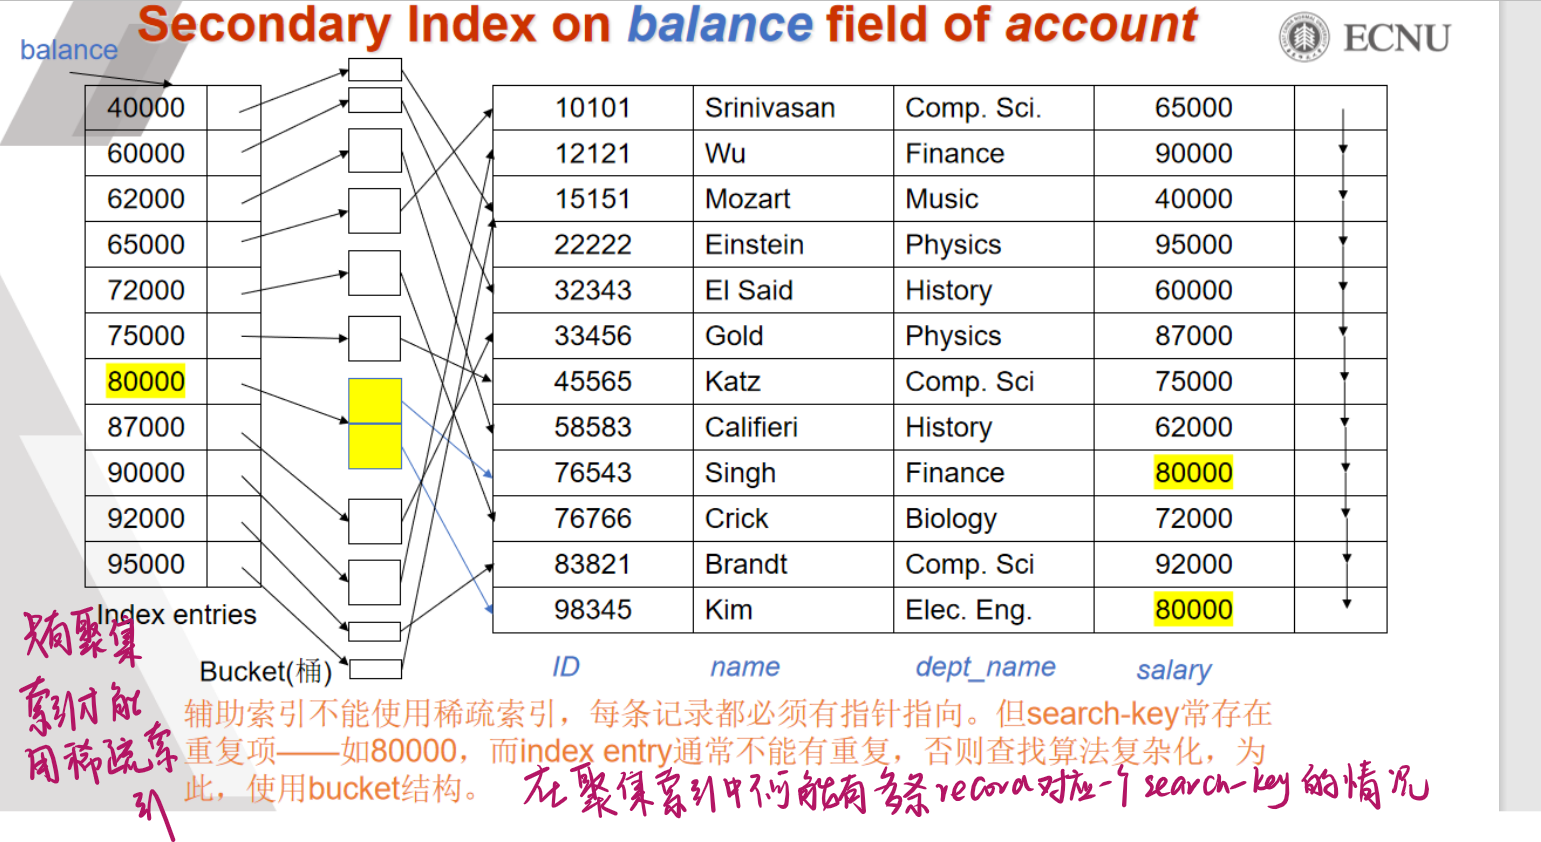 Secondary Index on balance field of account
ECNU
balance
40000
60000
62000
65000
72000
75000
80000
87000
90000
92000
95000
Index entries
Bucket(桶)
10101 Srinivasan Comp. Sci. 65000
12121 Wu Finance 90000
15151 Mozart Music 40000
22222 Einstein Physics 95000
32343 El Said History 60000
33456 Gold Physics 87000
45565 Katz Comp. Sci 75000
58583 Califieri History 62000
76543 Singh Finance 80000
76766 Crick Biology 72000
83821 Brandt Comp. Sci 92000
98345 Kim Elec. Eng. 80000
ID name dept_name salary
只有聚集
索引才能
用稀疏索
引
辅助索引不能使用稀疏索引，每条记录都必须有指针指向。但search-key常存在
重复项——如80000，而index entry通常不能有重复，否则查找算法复杂化，为
此，使用bucket结构。
在聚集索引中不可能有多条record对应一个search-key的情况